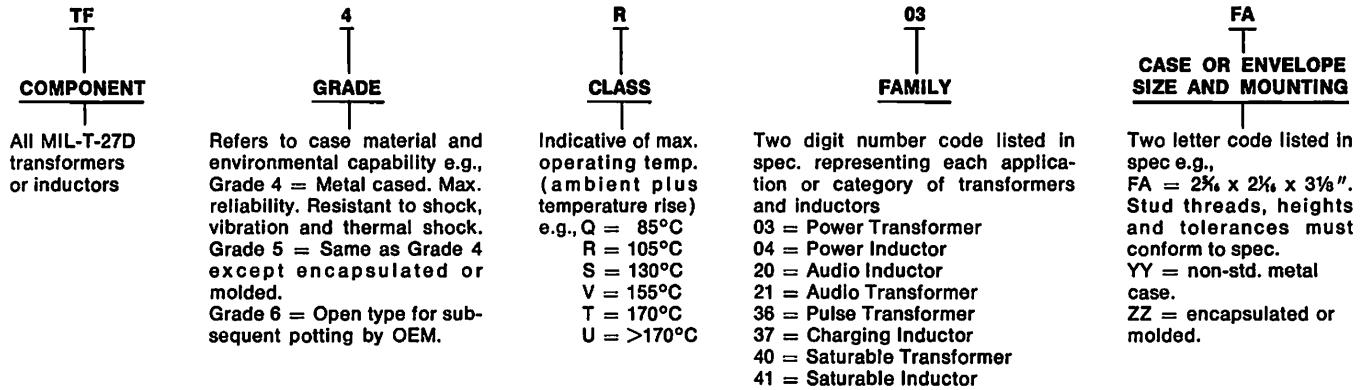 TF
COMPONENT
All MIL-T-27D
transformers
or inductors
4
GRADE
Refers to case material and
environmental capability e.g.,
Grade 4 = Metal cased. Max.
reliability. Resistant to shock,
vibration and thermal shock.
Grade 5 = Same as Grade 4
except encapsulated or
molded.
Grade 6 = Open type for sub-
sequent potting by OEM.
R
CLASS
Indicative of max.
operating temp.
(ambient plus
temperature rise)
e.g., Q = 85°C
R = 105°C
S = 130°C
V = 155°C
T = 170°C
U = >170°C
03
FAMILY
Two digit number code listed in
spec. representing each applica-
tion or category of transformers
and inductors
03 = Power Transformer
04 = Power Inductor
20 = Audio Inductor
21 = Audio Transformer
36 = Pulse Transformer
37 = Charging Inductor
40 = Saturable Transformer
41 = Saturable Inductor
FA
CASE OR ENVELOPE
SIZE AND MOUNTING
Two letter code listed in
spec e.g.,
FA = 2⁵⁄₁₆ x 2¹⁄₁₆ x 3⅛".
Stud threads, heights
and tolerances must
conform to spec.
YY = non-std. metal
case.
ZZ = encapsulated or
molded.